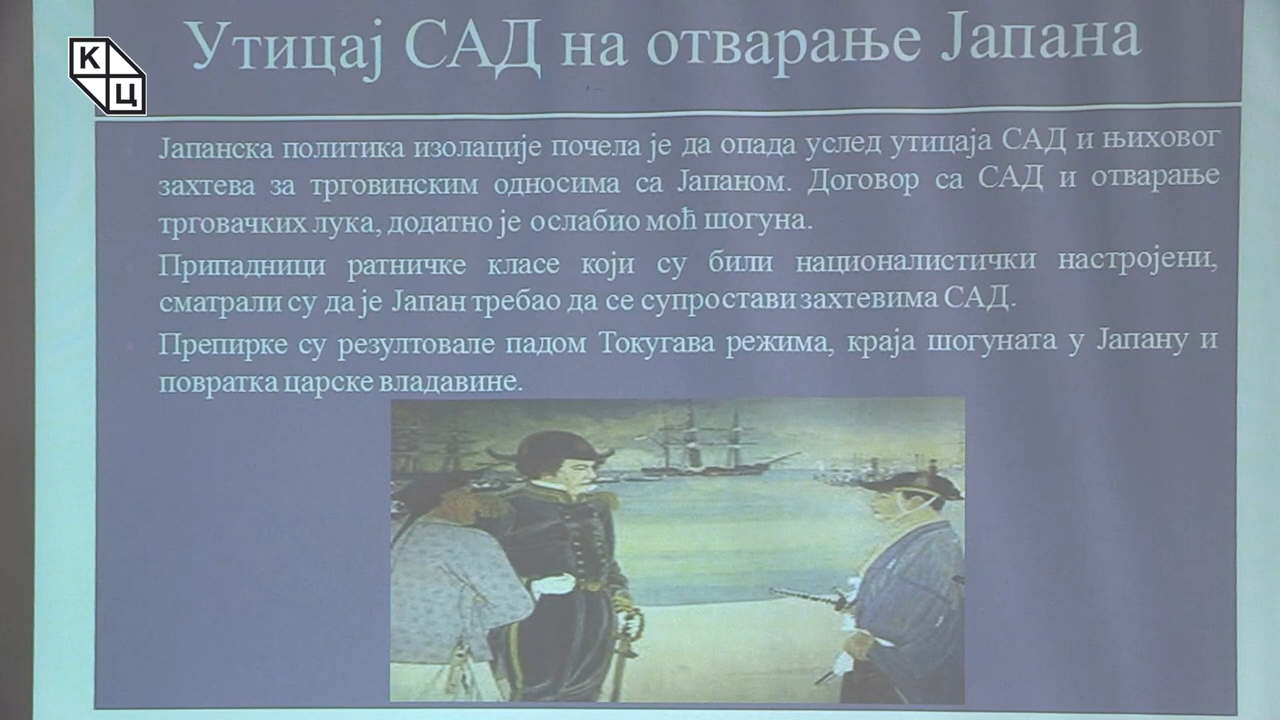 К
Ц
Утицај САД на отварање Јапана
Јапанска политика изолације почела је да опада услед утицаја САД и њиховог
захтева за трговинским односима са Јапаном. Договор са САД и отварање
трговачких лука, додатно је ослабио моћ шогуна.
Припадници ратничке класе који су били националистички настројени,
сматрали су да је Јапан требао да се супростави захтевима САД.
Препирке су резултовале падом Токугава режима, краја шогуната у Јапану и
повратка царске владавине.